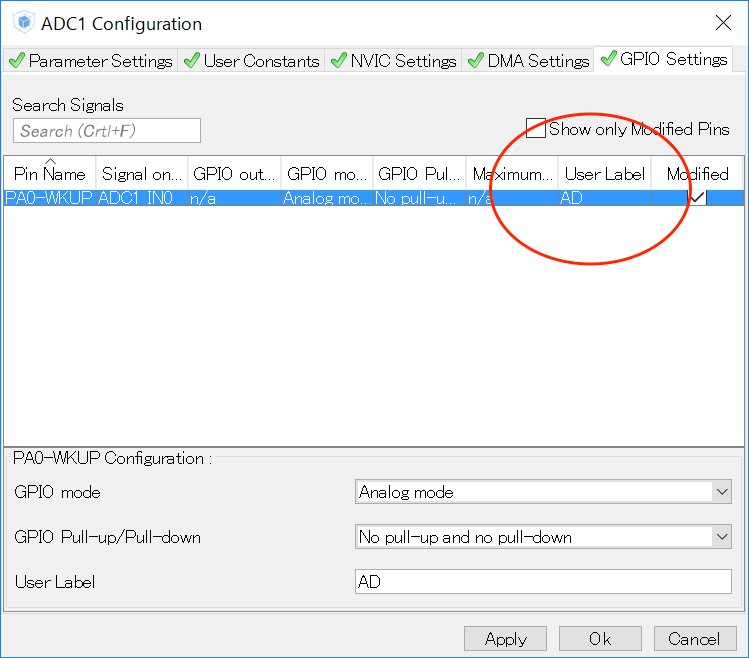 ADC1 Configuration
Parameter Settings User Constants NVIC Settings DMA Settings GPIO Settings
Search Signals
Search (Crtl+F)
Show only Modified Pins
Pin Name Signal on... GPIO out... GPIO mo... GPIO Pul... Maximum... User Label Modified
PA0-WKUP ADC1_IN0 n/a Analog mo... No pull-u... n/a AD
PA0-WKUP Configuration :
GPIO mode Analog mode
GPIO Pull-up/Pull-down No pull-up and no pull-down
User Label AD
Apply Ok Cancel